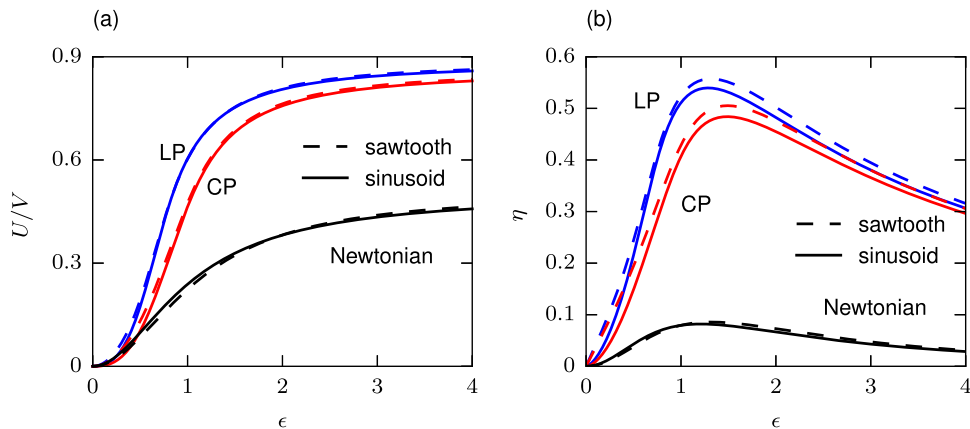 (a)
0.9
0.6
0.3
0
U/V
LP
CP
sawtooth
sinusoid
Newtonian
0 1 2 3 4
ϵ
(b)
0.6
0.5
0.4
0.3
0.2
0.1
0
η
LP
CP
sawtooth
sinusoid
Newtonian
0 1 2 3 4
ϵ